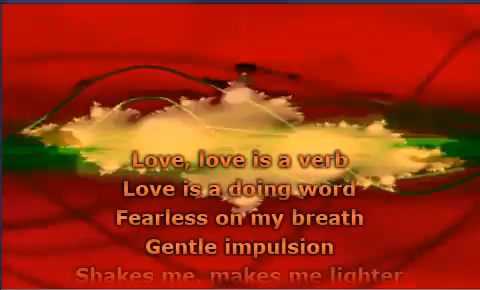 Love, love is a verb
Love is a doing word
Fearless on my breath
Gentle impulsion
Shakes me, makes me lighter